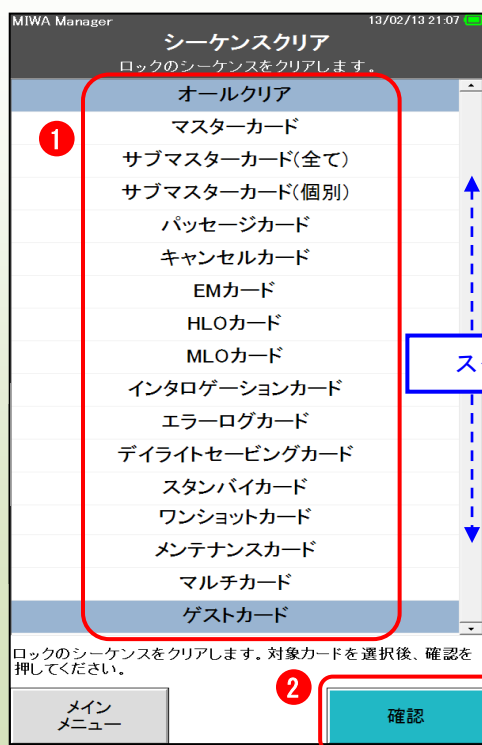 MIWA Manager 13/02/13 21:07
シーケンスクリア
ロックのシーケンスをクリアします.
オールクリア
1
マスターカード
サブマスターカード(全て)
サブマスターカード(個別)
パッセージカード
キャンセルカード
EMカード
HLOカード
MLOカード
ス
インタロゲーションカード
エラーログカード
デイライトセービングカード
スタンバイカード
ワンショットカード
メンテナンスカード
マルチカード
ゲストカード
ロックのシーケンスをクリアします. 対象カードを選択後、確認を
押してください.
2
メイン
メニュー
確認